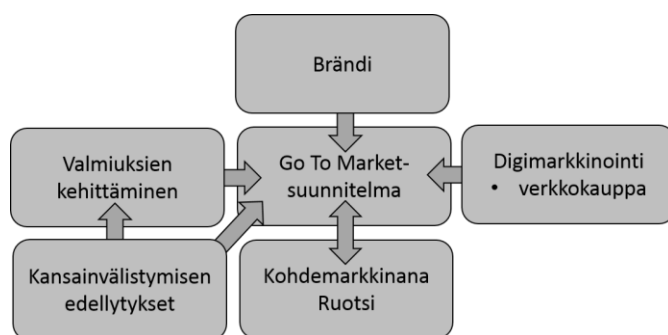 Brändi
Valmiuksien
kehittäminen
Go To Market-
suunnitelma
Digimarkkinointi
• verkkokauppa
Kansainvälistymisen
edellytykset
Kohdemarkkinana
Ruotsi